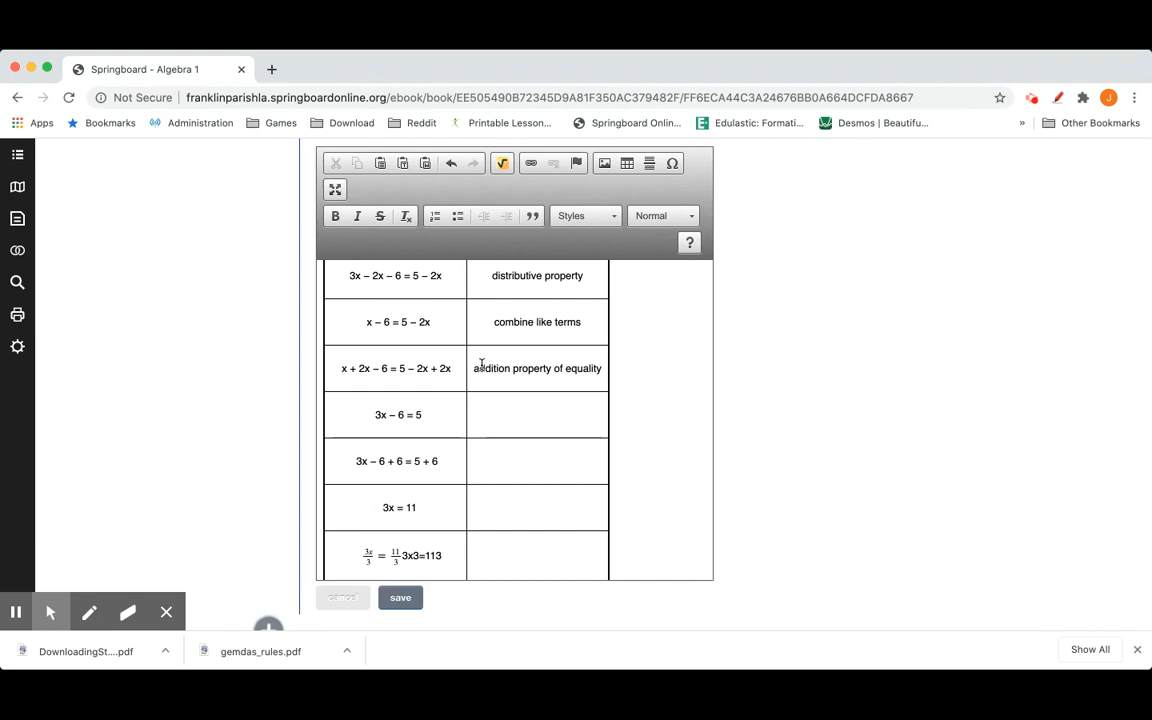 Springboard - Algebra 1
Not Secure franklinparishla.springboardonline.org/ebook/book/EE505490B72345D9A81F350AC379482F/FF6ECA44C3A24676BB0A664DCFDA8667 J
Apps Bookmarks Administration Games Download Reddit Printable Lesson... Springboard Onlin... Edulastic: Formati... Desmos | Beautifu... » Other Bookmarks
B I S Tx Styles Normal
?
3x − 2x − 6 = 5 − 2x distributive property
x − 6 = 5 − 2x combine like terms
x + 2x − 6 = 5 − 2x + 2x addition property of equality
3x − 6 = 5
3x − 6 + 6 = 5 + 6
3x = 11
3x/3 = 11/3 3x3=113
cancel save
DownloadingSt....pdf gemdas_rules.pdf Show All